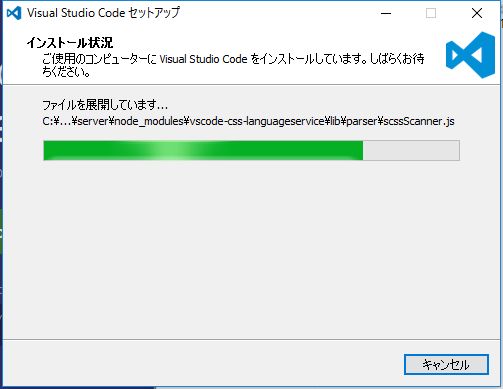 Visual Studio Code セットアップ
インストール状況
ご使用のコンピューターに Visual Studio Code をインストールしています。しばらくお待
ちください。
ファイルを展開しています...
C:¥...¥server¥node_modules¥vscode-css-languageservice¥lib¥parser¥scssScanner.js
キャンセル